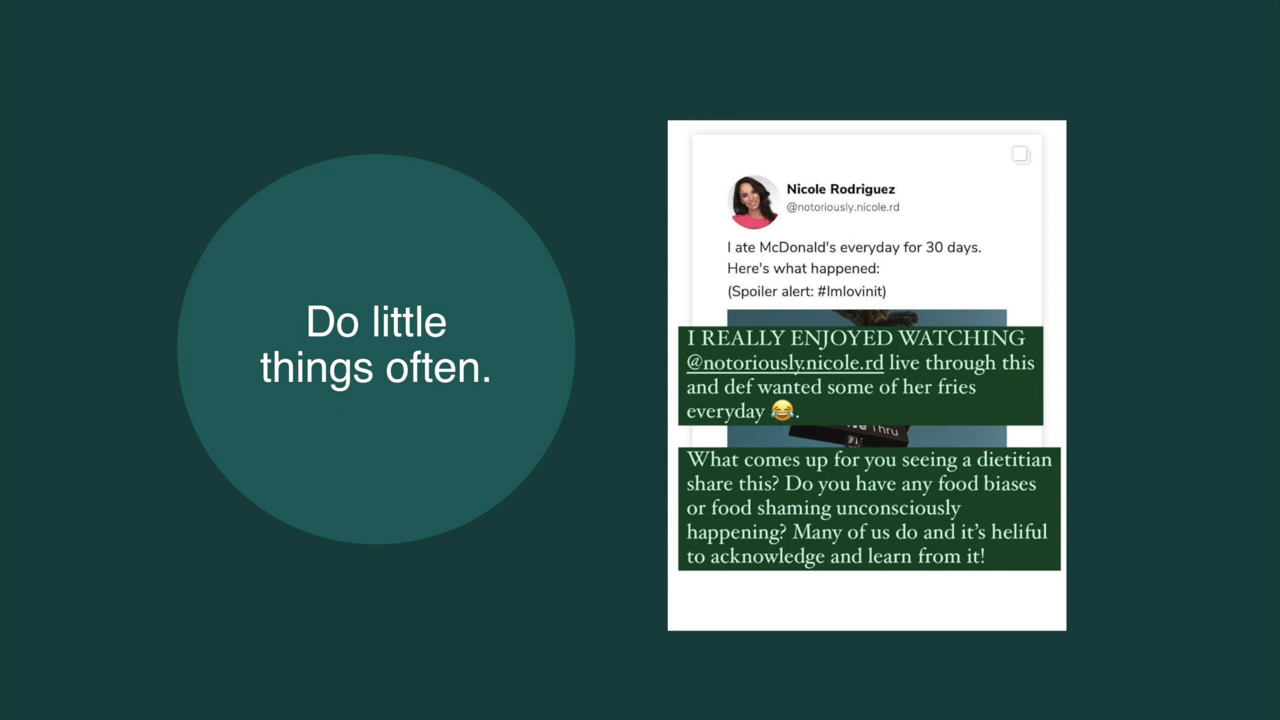 Do little
things often.
Nicole Rodriguez
@notoriously.nicole.rd
I ate McDonald's everyday for 30 days.
Here's what happened:
(Spoiler alert: #Imlovinit)
I REALLY ENJOYED WATCHING
@notoriously.nicole.rd live through this
and def wanted some of her fries
everyday 😂.
Thru
What comes up for you seeing a dietitian
share this? Do you have any food biases
or food shaming unconsciously
happening? Many of us do and it's heliful
to acknowledge and learn from it!